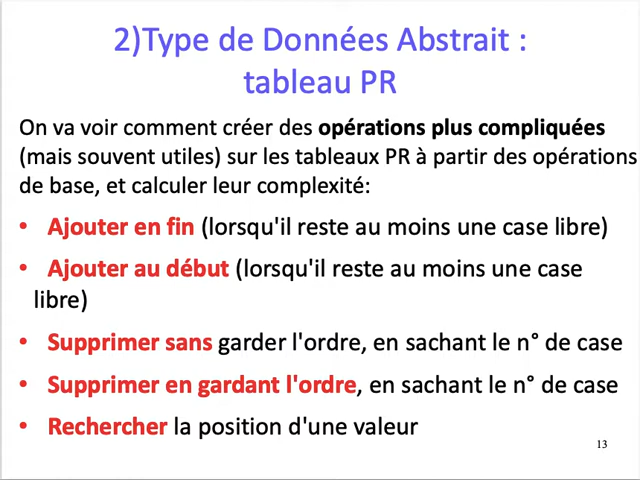 2)Type de Données Abstrait :
tableau PR
On va voir comment créer des opérations plus compliquées
(mais souvent utiles) sur les tableaux PR à partir des opérations
de base, et calculer leur complexité:
• Ajouter en fin (lorsqu'il reste au moins une case libre)
• Ajouter au début (lorsqu'il reste au moins une case
libre)
• Supprimer sans garder l'ordre, en sachant le n° de case
• Supprimer en gardant l'ordre, en sachant le n° de case
• Rechercher la position d'une valeur
13